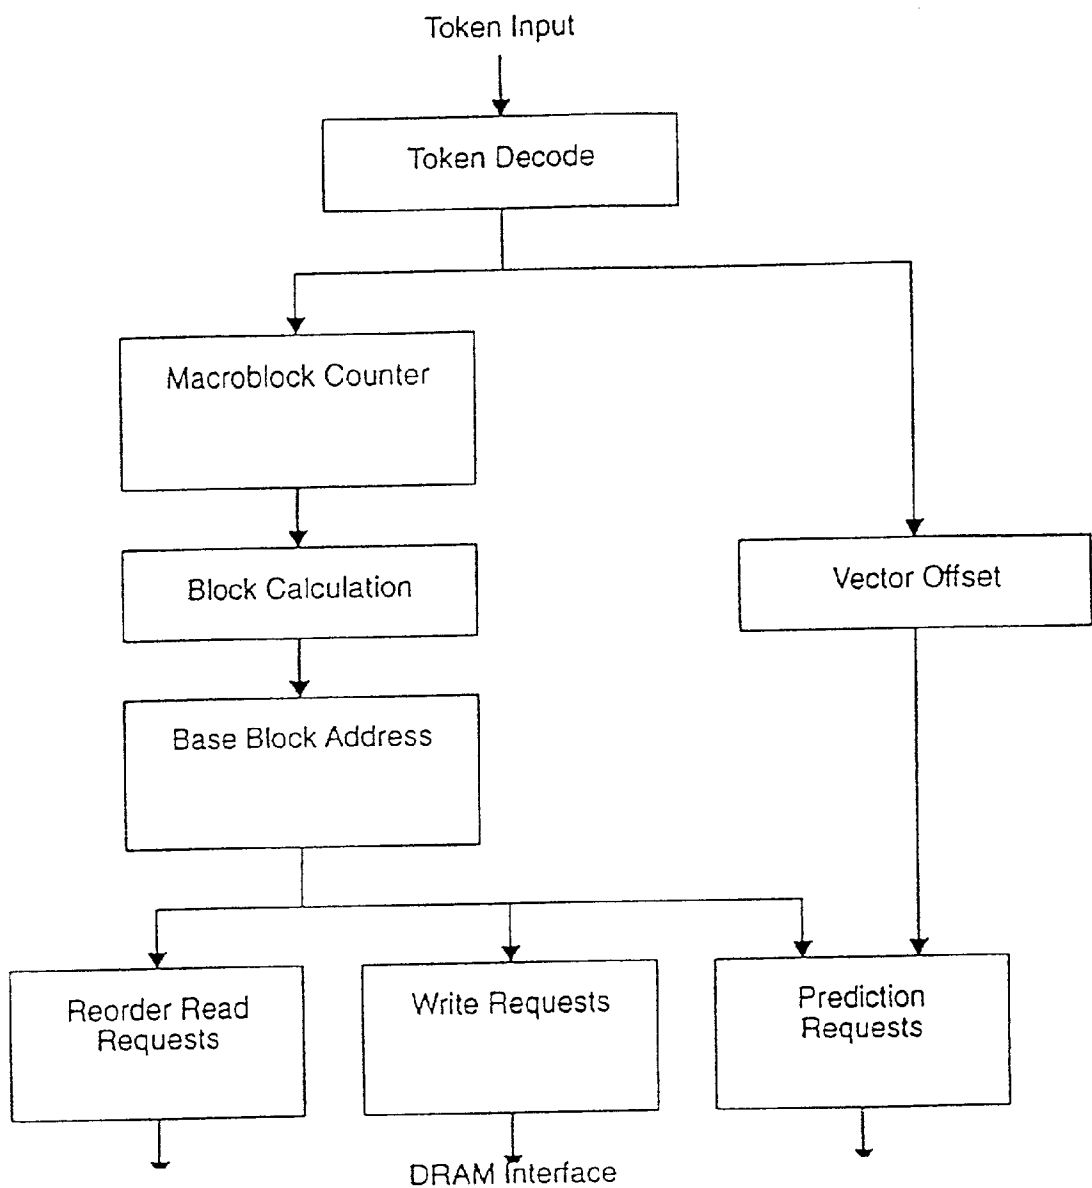 Token Input
Token Decode
Macroblock Counter
Block Calculation
Vector Offset
Base Block Address
Reorder Read
Requests
Write Requests
Prediction
Requests
DRAM Interface